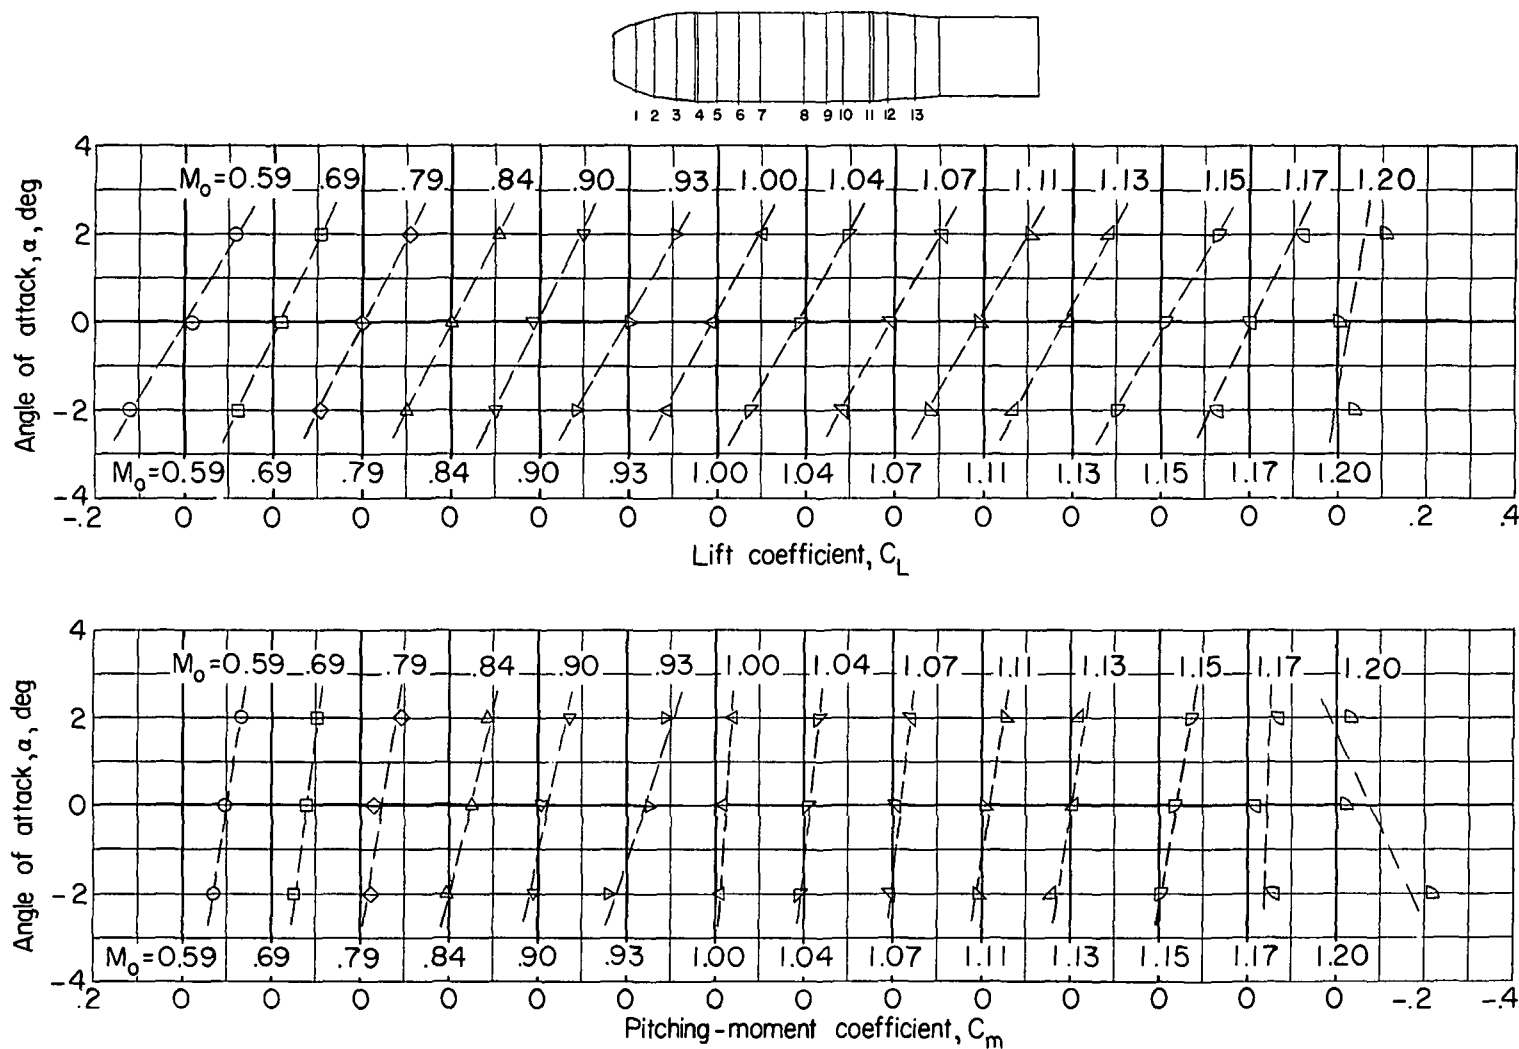 1 2 3 4 5 6 7 8 9 10 11 12 13
4
M₀=0.59 .69 .79 .84 .90 .93 1.00 1.04 1.07 1.11 1.13 1.15 1.17 1.20
2
Angle of attack, α, deg
0
-2
M₀=0.59 .69 .79 .84 .90 .93 1.00 1.04 1.07 1.11 1.13 1.15 1.17 1.20
-4
-.2 0 0 0 0 0 0 0 0 0 0 0 0 0 0 .2 .4
Lift coefficient, C_L
4
M₀=0.59 .69 .79 .84 .90 .93 1.00 1.04 1.07 1.11 1.13 1.15 1.17 1.20
2
Angle of attack, α, deg
0
-2
M₀=0.59 .69 .79 .84 .90 .93 1.00 1.04 1.07 1.11 1.13 1.15 1.17 1.20
-4
.2 0 0 0 0 0 0 0 0 0 0 0 0 0 0 -.2 -.4
Pitching-moment coefficient, Cₘ